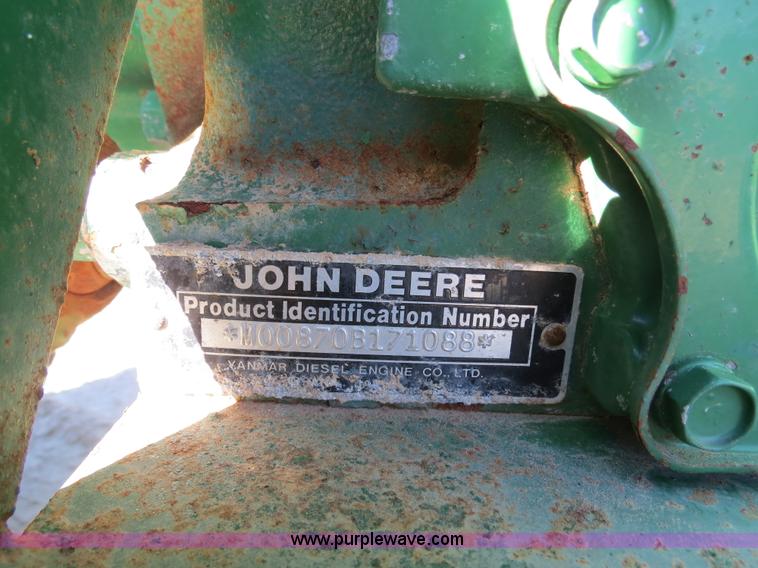 JOHN DEERE
Product Identification Number
*M00870B171088*
YANMAR DIESEL ENGINE CO., LTD.
www.purplewave.com